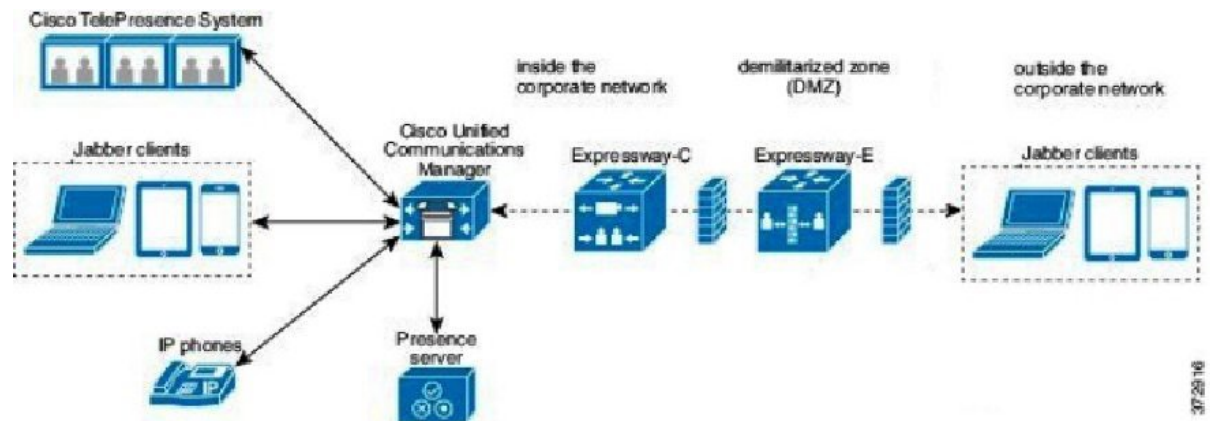 Cisco TelePresence System
inside the
corporate network
demilitarized zone
(DMZ)
outside the
corporate network
Jabber clients
Cisco Unified
Communications
Manager
Expressway-C
Expressway-E
Jabber clients
IP phones
IP
Presence
server
372916